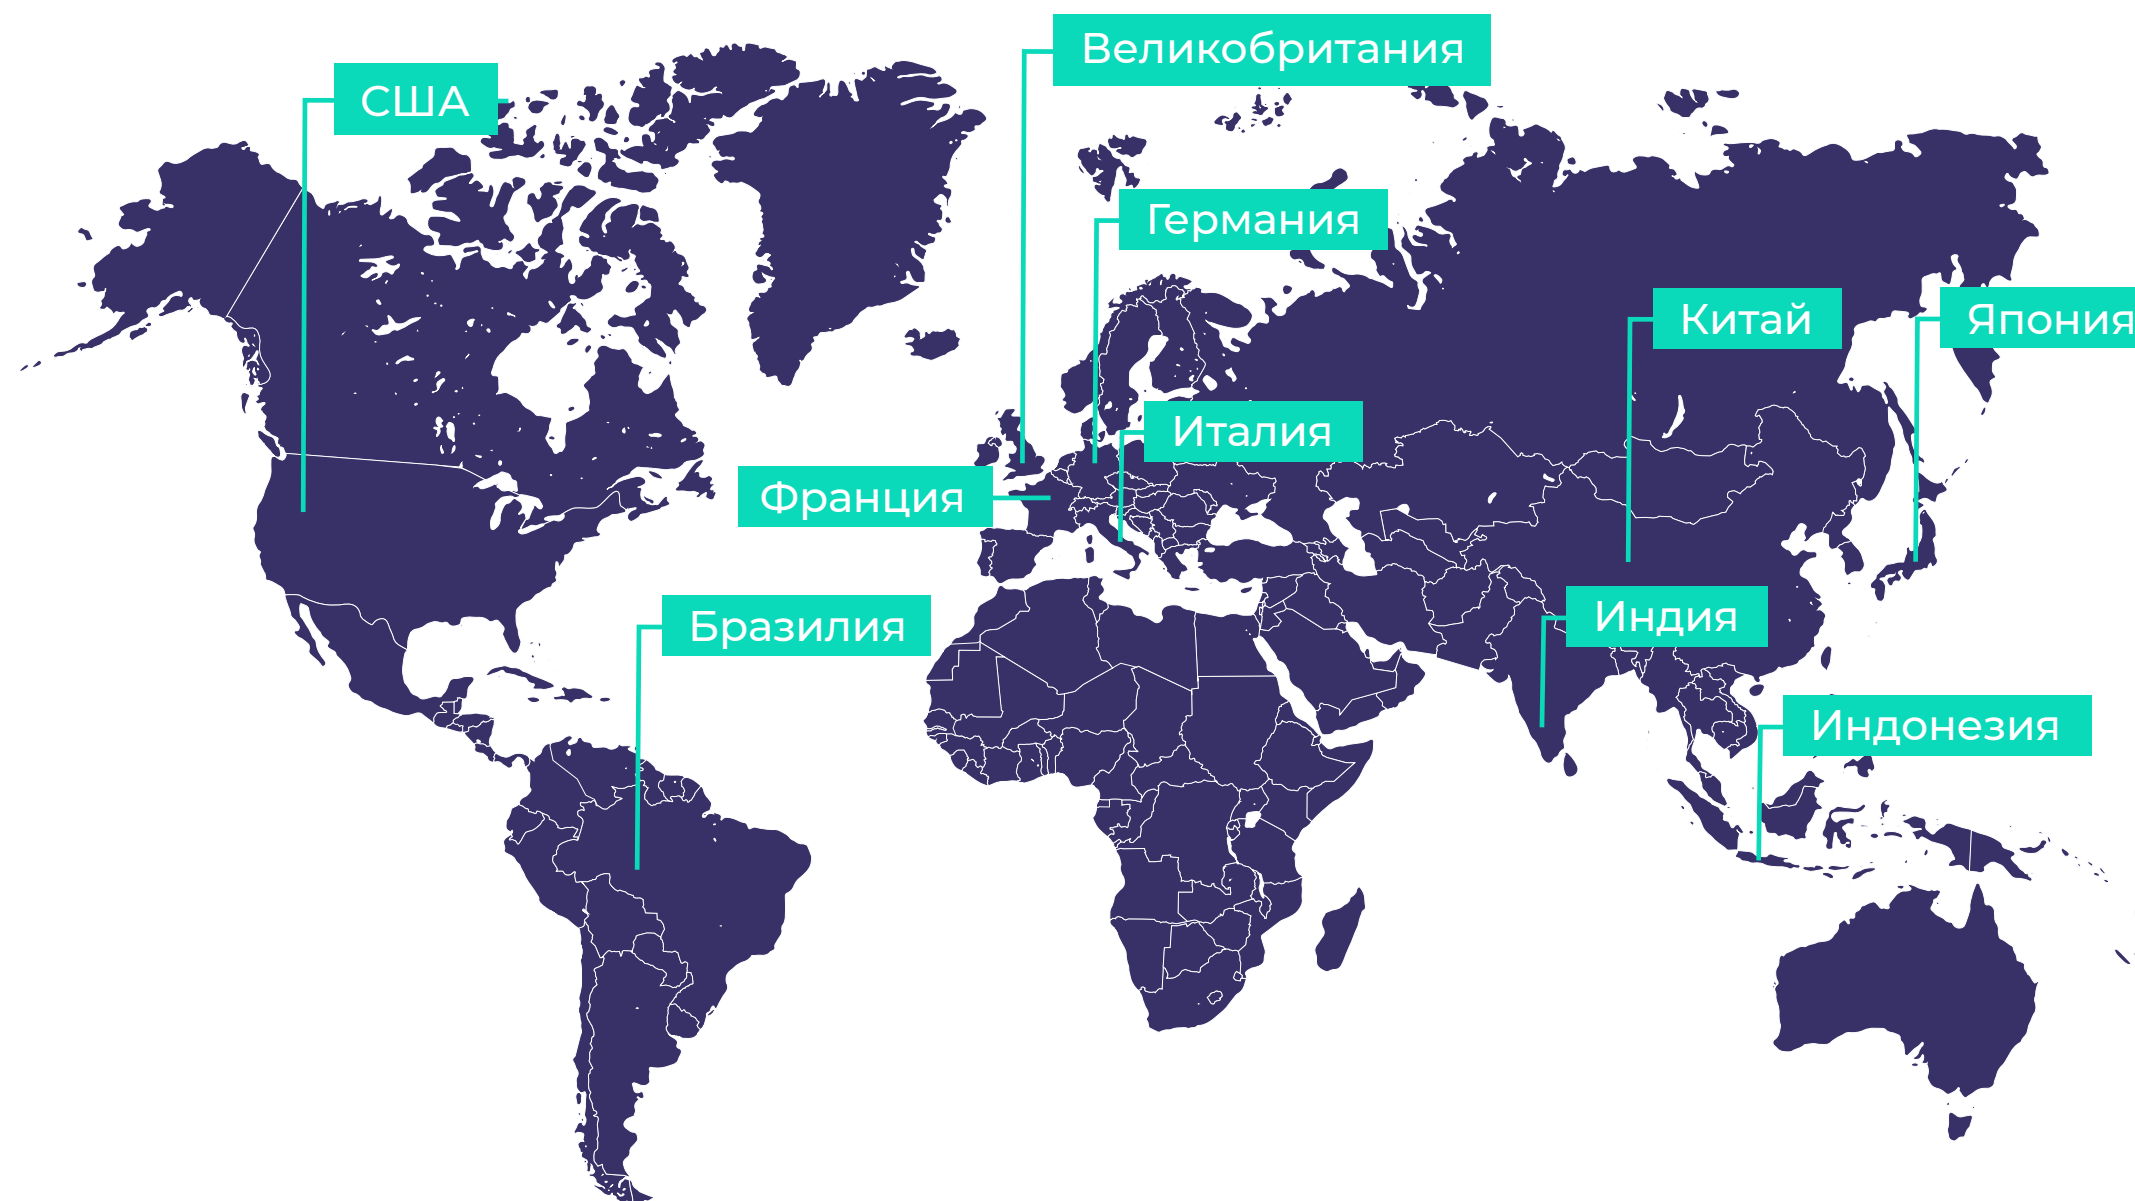 Великобритания
США
Германия
Китай
Япония
Италия
Франция
Индия
Бразилия
Индонезия